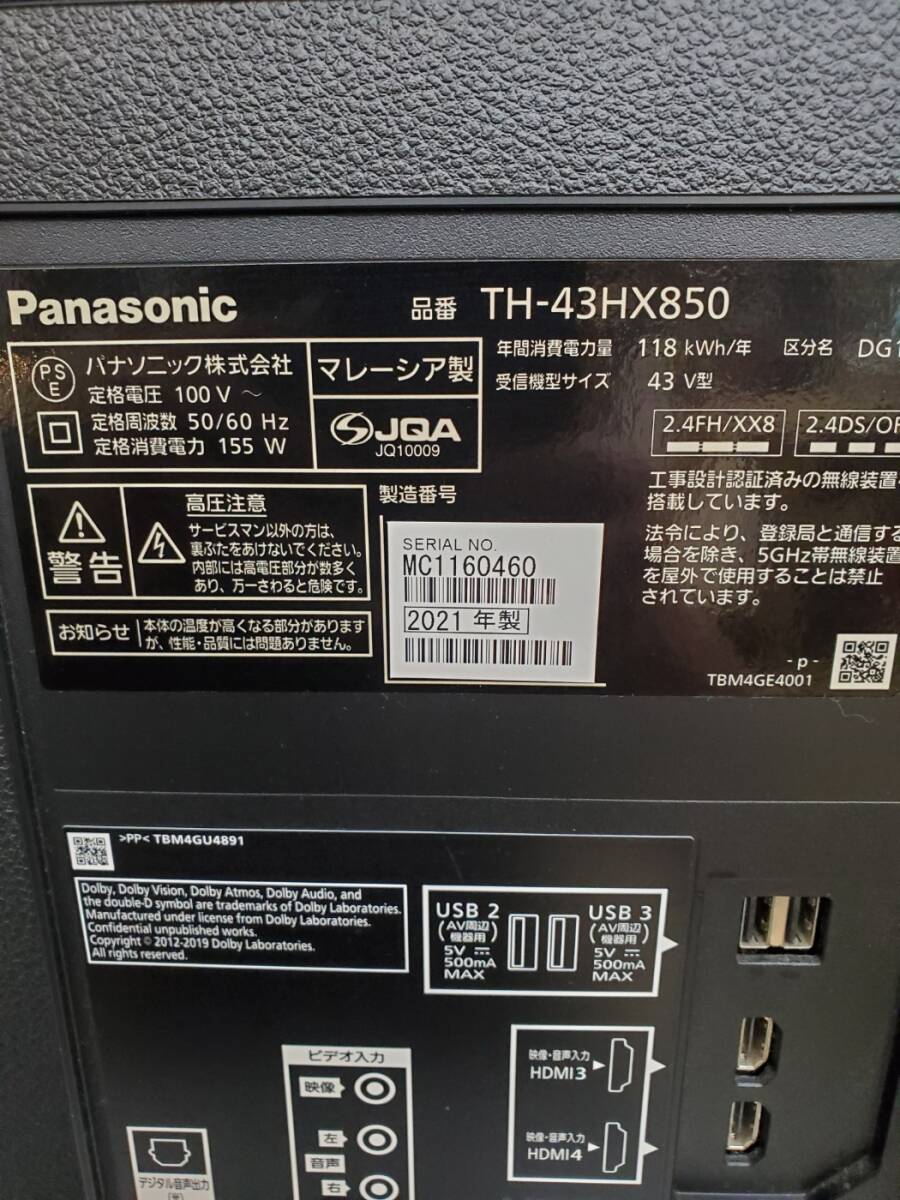 Panasonic
品番 TH-43HX850
PS
E
パナソニック株式会社
定格電圧 100 V ～
定格周波数 50/60 Hz
定格消費電力 155 W
マレーシア製
JQA
JQ10009
年間消費電力量 118 kWh/年 区分名 DG1
受信機型サイズ 43 V型
2.4FH/XX8
2.4DS/OF
工事設計認証済みの無線装置を
搭載しています。
法令により、登録局と通信する
場合を除き、5GHz帯無線装置
を屋外で使用することは禁止
されています。
警告
高圧注意
サービスマン以外の方は、
裏ぶたをあけないでください。
内部には高電圧部分が数多く
あり、万一さわると危険です。
お知らせ
本体の温度が高くなる部分があります
が、性能・品質には問題ありません。
製造番号
SERIAL NO.
MC1160460
2021 年製
- p -
TBM4GE4001
>PP< TBM4GU4891
Dolby, Dolby Vision, Dolby Atmos, Dolby Audio, and
the double-D symbol are trademarks of Dolby Laboratories.
Manufactured under license from Dolby Laboratories.
Confidential unpublished works.
Copyright © 2012-2019 Dolby Laboratories.
All rights reserved.
USB 2
(AV周辺
機器用)
5V ⎓
500mA
MAX
USB 3
(AV周辺
機器用)
5V ⎓
500mA
MAX
映像・音声入力
HDMI3
映像・音声入力
HDMI4
ビデオ入力
映像
左
音声
右
デジタル音声出力
(光)